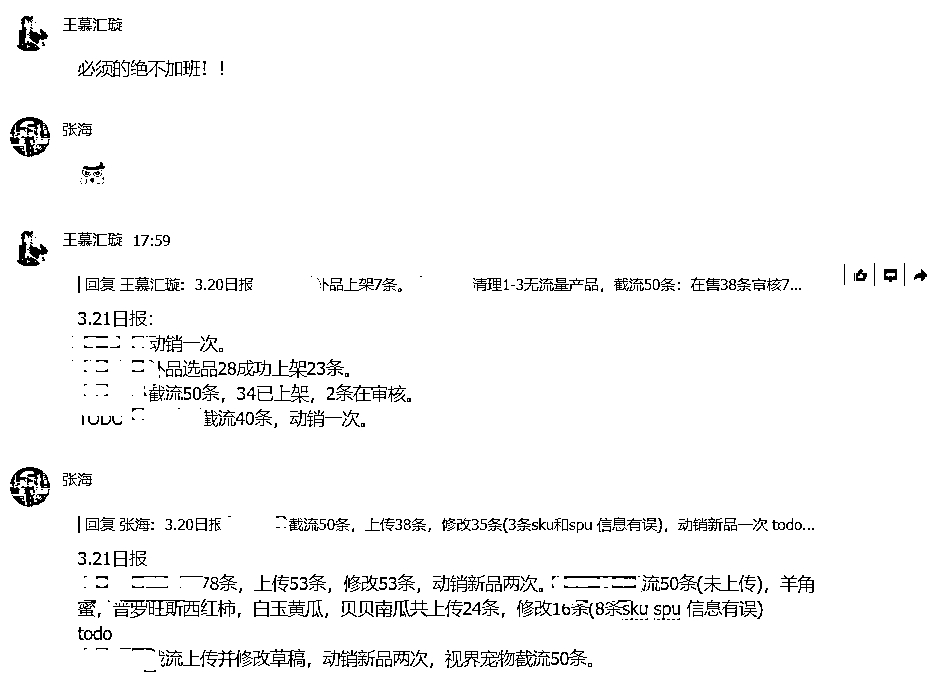 王慕汇璇
必须的绝不加班！！
张海
王慕汇璇 17:59
回复 王慕汇璇：3.20日报 补品上架7条。 清理1-3无流量产品，截流50条：在售38条审核7...
3.21日报：
动销一次。
补品选品28成功上架23条。
截流50条，34已上架，2条在审核。
TODO 截流40条，动销一次。
张海
回复 张海：3.20日报 截流50条，上传38条，修改35条(3条sku和spu 信息有误)，动销新品一次 todo...
3.21日报
78条，上传53条，修改53条，动销新品两次。 流50条(未上传)，羊角
蜜，普罗旺斯西红柿，白玉黄瓜，贝贝南瓜共上传24条，修改16条(8条sku spu 信息有误)
todo
截流上传并修改草稿，动销新品两次，视界宠物截流50条。